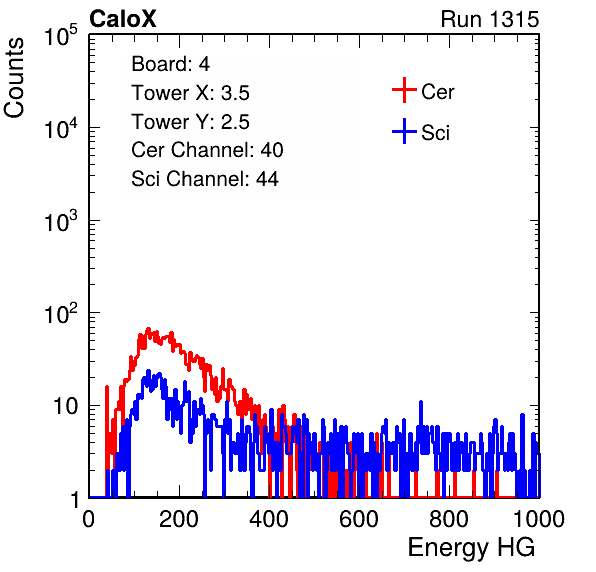 CaloX Run 1315
Counts
Board: 4
Tower X: 3.5
Tower Y: 2.5
Cer Channel: 40
Sci Channel: 44
Cer
Sci
10^5
10^4
10^3
10^2
10
1
0 200 400 600 800 1000
Energy HG